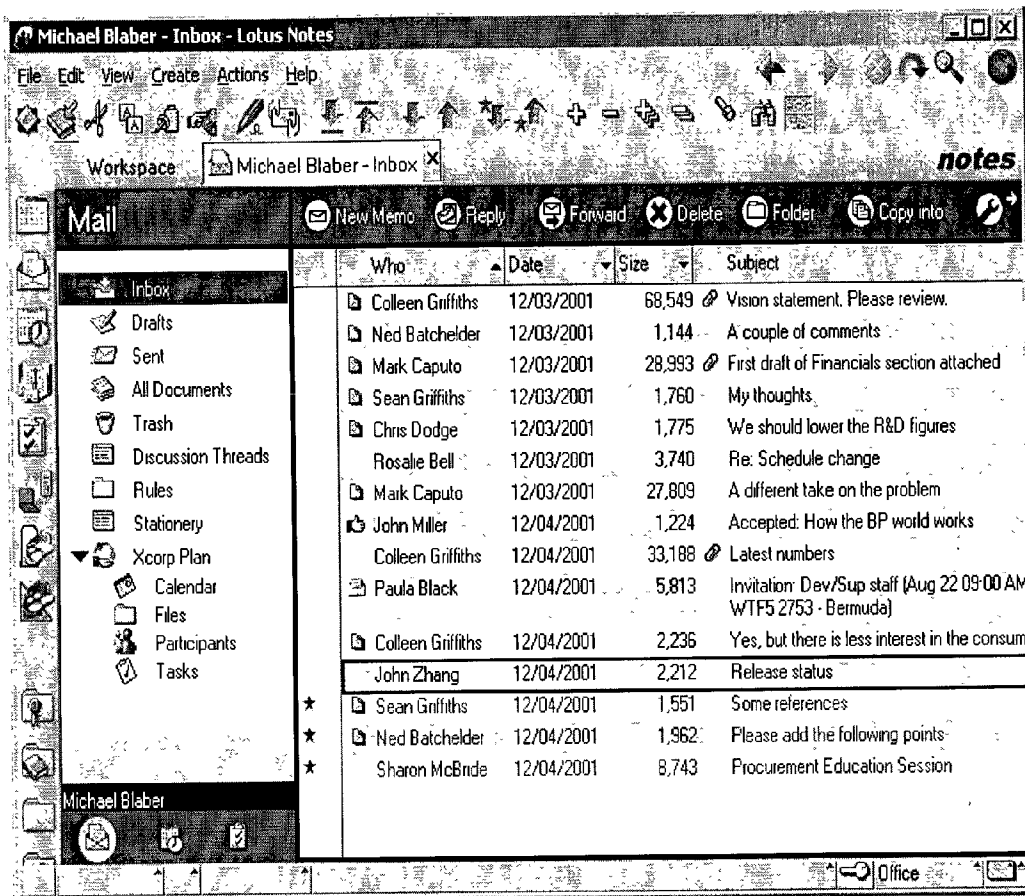 Michael Blaber - Inbox - Lotus Notes
File Edit View Create Actions Help
Workspace Michael Blaber - Inbox
notes
Mail New Memo Reply Forward Delete Folder Copy into
Who Date Size Subject
Inbox
Drafts
Sent
All Documents
Trash
Discussion Threads
Rules
Stationery
Xcorp Plan
Calendar
Files
Participants
Tasks
Colleen Griffiths 12/03/2001 68,549 Vision statement. Please review.
Ned Batchelder 12/03/2001 1,144 A couple of comments
Mark Caputo 12/03/2001 28,993 First draft of Financials section attached
Sean Griffiths 12/03/2001 1,760 My thoughts
Chris Dodge 12/03/2001 1,775 We should lower the R&D figures
Rosalie Bell 12/03/2001 3,740 Re: Schedule change
Mark Caputo 12/03/2001 27,809 A different take on the problem
John Miller 12/04/2001 1,224 Accepted: How the BP world works
Colleen Griffiths 12/04/2001 33,188 Latest numbers
Paula Black 12/04/2001 5,813 Invitation: Dev/Sup staff (Aug 22 09:00 AM
WTF5 2753 - Bermuda)
Colleen Griffiths 12/04/2001 2,236 Yes, but there is less interest in the consum
John Zhang 12/04/2001 2,212 Release status
Sean Griffiths 12/04/2001 1,551 Some references
Ned Batchelder 12/04/2001 1,962 Please add the following points
Sharon McBride 12/04/2001 8,743 Procurement Education Session
Michael Blaber
Office